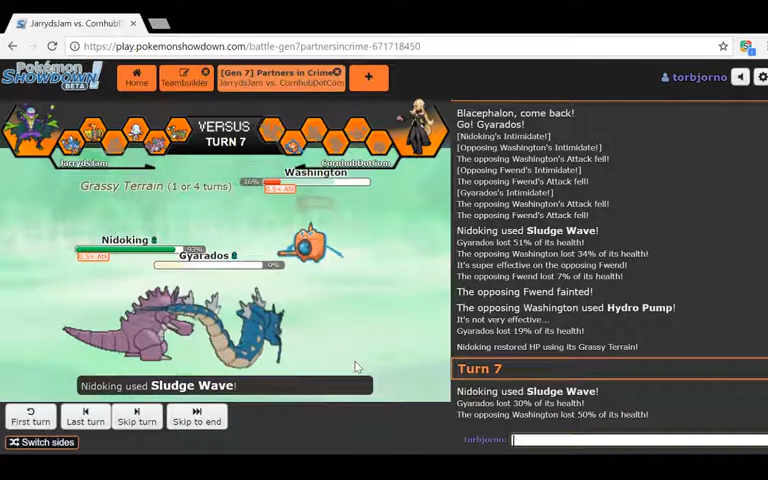 JarrydsJam vs. CornhubDotCom
https://play.pokemonshowdown.com/battle-gen7partnersincrime-671718450
Pokémon
SHOWDOWN!
BETA
Home
Teambuilder
[Gen 7] Partners in Crime
JarrydsJam vs. CornhubDotCom
torbjorno
VERSUS
TURN 7
JarrydsJam
CornhubDotCom
Grassy Terrain (1 or 4 turns)
Washington
16%
0.5× Atk
Nidoking
93%
0.5× Atk
Gyarados
0%
Nidoking used Sludge Wave!
First turn
Last turn
Skip turn
Skip to end
Switch sides
Blacephalon, come back!
Go! Gyarados!
[Nidoking's Intimidate!]
[Opposing Washington's Intimidate!]
The opposing Washington's Attack fell!
[Opposing Fwend's Intimidate!]
The opposing Fwend's Attack fell!
[Gyarados's Intimidate!]
The opposing Washington's Attack fell!
The opposing Fwend's Attack fell!
Nidoking used Sludge Wave!
Gyarados lost 51% of its health!
The opposing Washington lost 34% of its health!
It's super effective on the opposing Fwend!
The opposing Fwend lost 7% of its health!
The opposing Fwend fainted!
The opposing Washington used Hydro Pump!
It's not very effective...
Gyarados lost 19% of its health!
Nidoking restored HP using its Grassy Terrain!
Turn 7
Nidoking used Sludge Wave!
Gyarados lost 30% of its health!
The opposing Washington lost 50% of its health!
torbjorno: